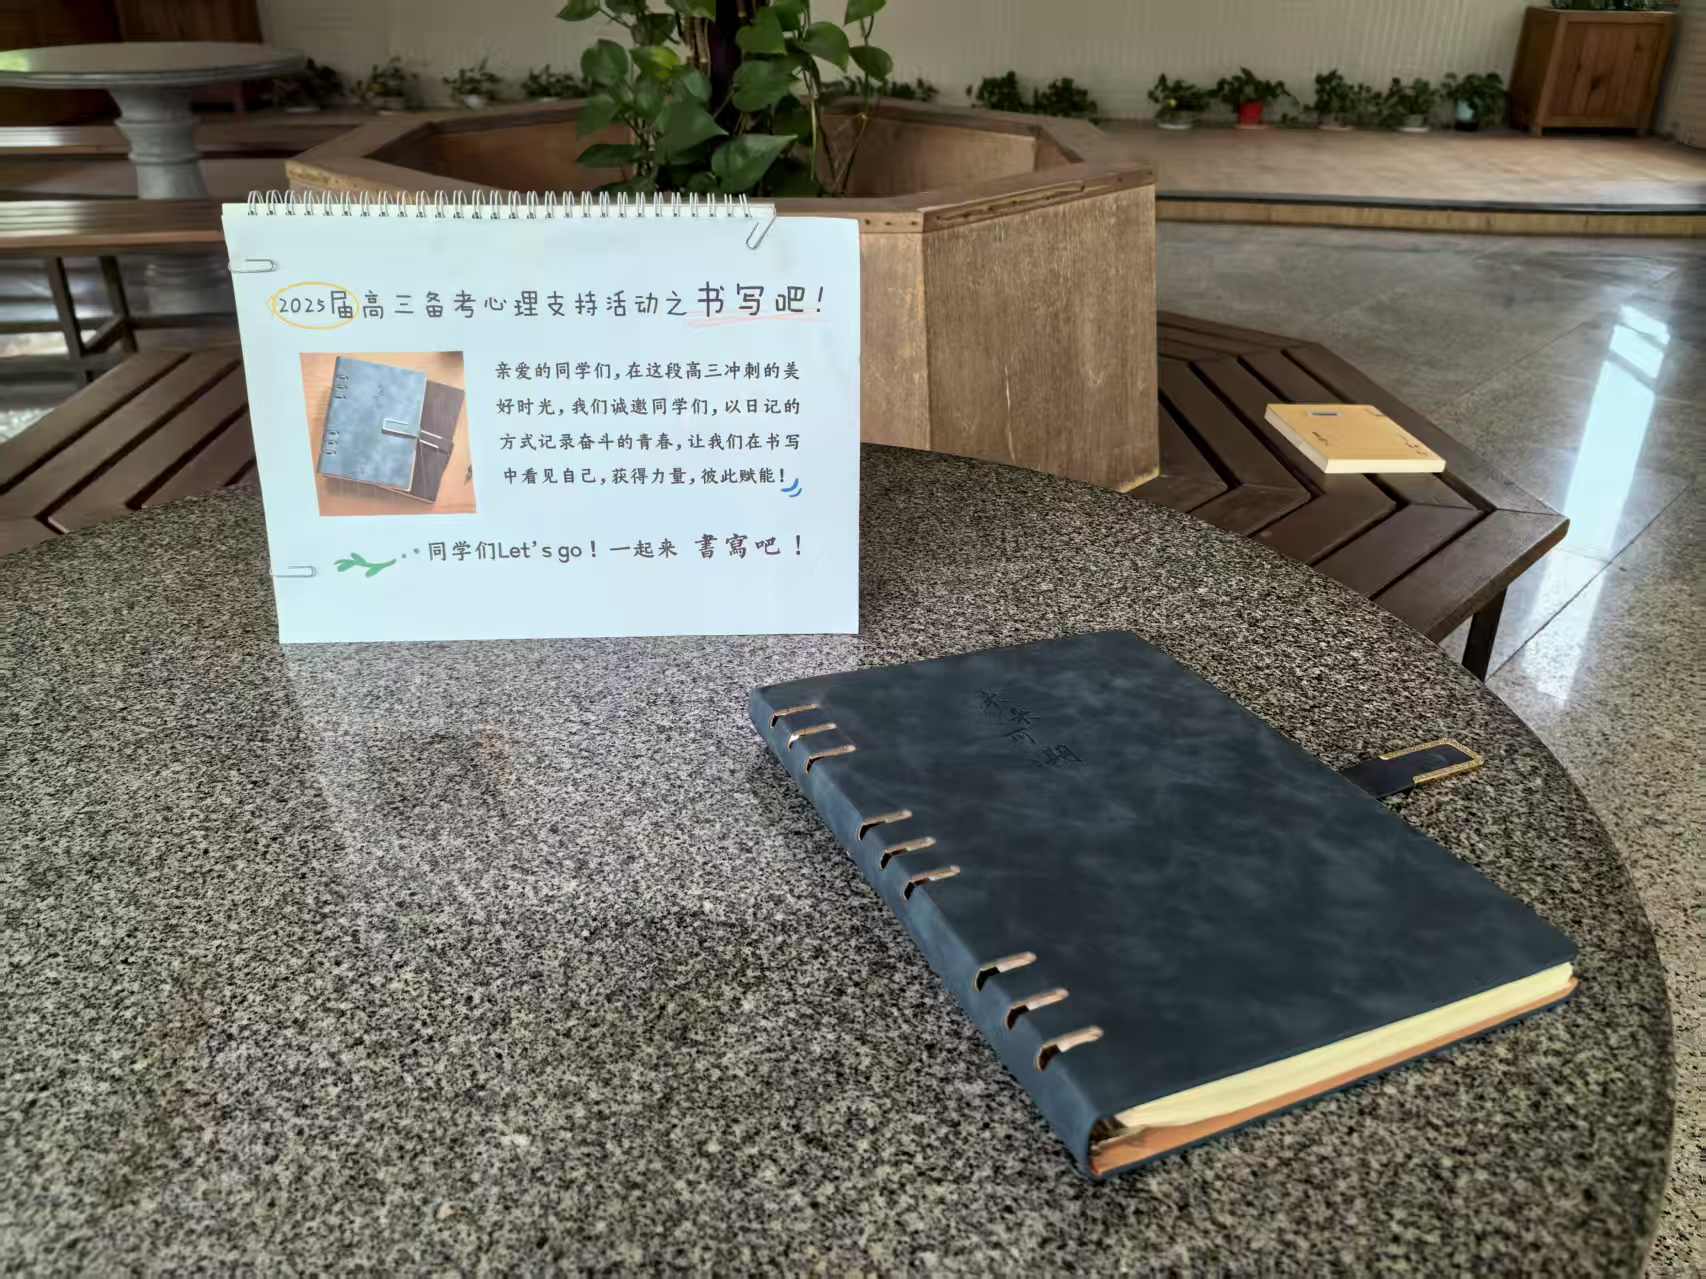 2025届高三备考心理支持活动之书写吧！
亲爱的同学们，在这段高三冲刺的美
好时光，我们诚邀同学们，以日记的
方式记录奋斗的青春，让我们在书写
中看见自己，获得力量，彼此赋能！
同学们Let's go！一起来 書寫吧！
未来可期